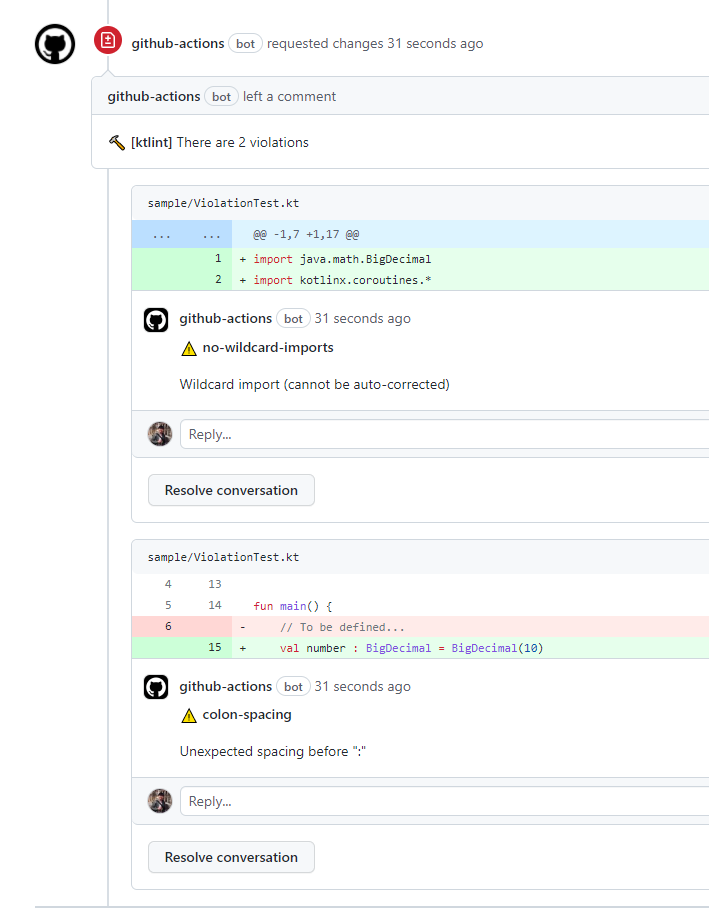 github-actions bot requested changes 31 seconds ago
github-actions bot left a comment
[ktlint] There are 2 violations
sample/ViolationTest.kt
... ... @@ -1,7 +1,17 @@
1 + import java.math.BigDecimal
2 + import kotlinx.coroutines.*
github-actions bot 31 seconds ago
no-wildcard-imports
Wildcard import (cannot be auto-corrected)
Reply...
Resolve conversation
sample/ViolationTest.kt
4 13
5 14 fun main() {
6 - // To be defined...
15 + val number : BigDecimal = BigDecimal(10)
github-actions bot 31 seconds ago
colon-spacing
Unexpected spacing before ":"
Reply...
Resolve conversation